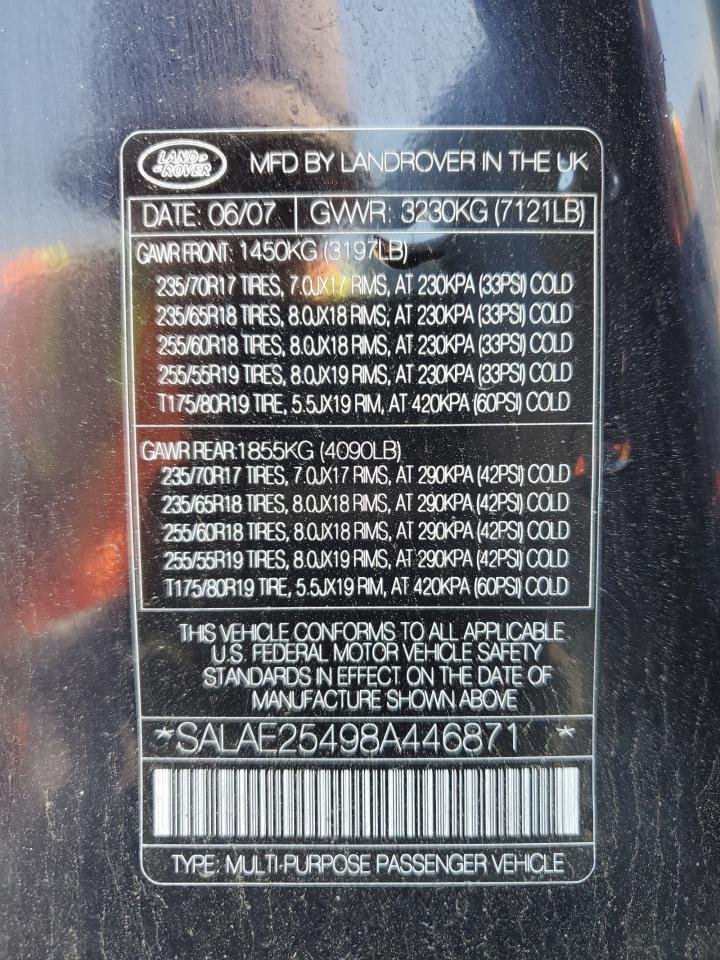 LAND ROVER
MFD BY LANDROVER IN THE UK
DATE: 06/07 GVWR: 3230KG (7121LB)
GAWR FRONT: 1450KG (3197LB)
235/70R17 TIRES, 7.0JX17 RIMS, AT 230KPA (33PSI) COLD
235/65R18 TIRES, 8.0JX18 RIMS, AT 230KPA (33PSI) COLD
255/60R18 TIRES, 8.0JX18 RIMS, AT 230KPA (33PSI) COLD
255/55R19 TIRES, 8.0JX19 RIMS, AT 230KPA (33PSI) COLD
T175/80R19 TIRE, 5.5JX19 RIM, AT 420KPA (60PSI) COLD
GAWR REAR: 1855KG (4090LB)
235/70R17 TIRES, 7.0JX17 RIMS, AT 290KPA (42PSI) COLD
235/65R18 TIRES, 8.0JX18 RIMS, AT 290KPA (42PSI) COLD
255/60R18 TIRES, 8.0JX18 RIMS, AT 290KPA (42PSI) COLD
255/55R19 TIRES, 8.0JX19 RIMS, AT 290KPA (42PSI) COLD
T175/80R19 TIRE, 5.5JX19 RIM, AT 420KPA (60PSI) COLD
THIS VEHICLE CONFORMS TO ALL APPLICABLE
U.S. FEDERAL MOTOR VEHICLE SAFETY
STANDARDS IN EFFECT ON THE DATE OF
MANUFACTURE SHOWN ABOVE
*SALAE25498A446871 *
TYPE: MULTI-PURPOSE PASSENGER VEHICLE